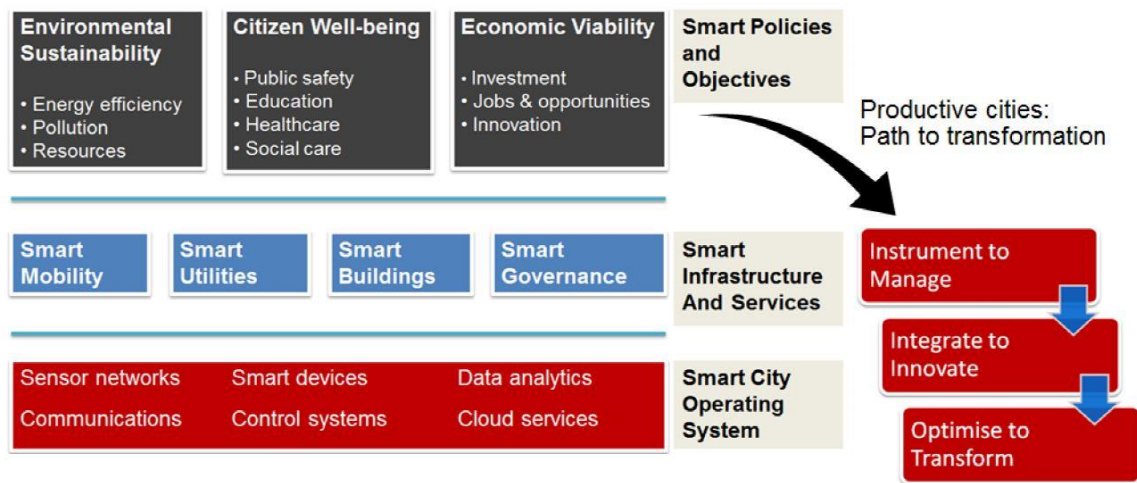 Environmental
Sustainability
• Energy efficiency
• Pollution
• Resources
Citizen Well-being
• Public safety
• Education
• Healthcare
• Social care
Economic Viability
• Investment
• Jobs & opportunities
• Innovation
Smart Policies
and
Objectives
Productive cities:
Path to transformation
Smart
Mobility
Smart
Utilities
Smart
Buildings
Smart
Governance
Smart
Infrastructure
And Services
Instrument to
Manage
Integrate to
Innovate
Optimise to
Transform
Sensor networks
Smart devices
Data analytics
Communications
Control systems
Cloud services
Smart City
Operating
System